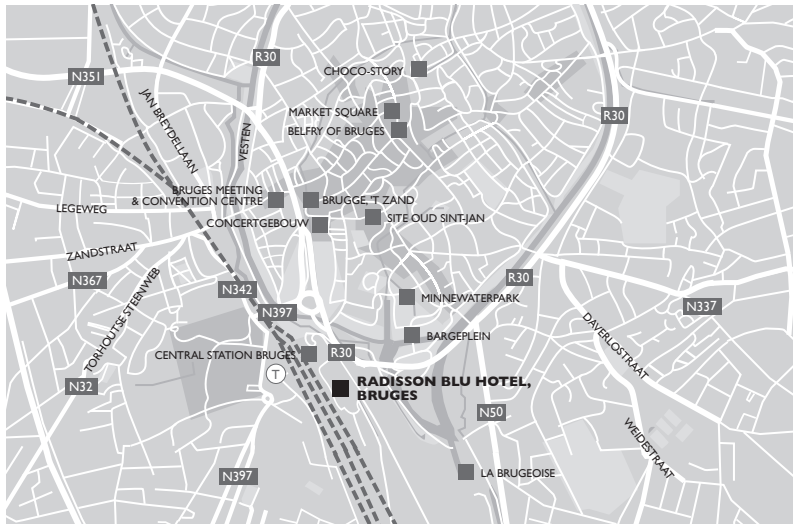 R30
CHOCO-STORY
N351
JAN BREYDELLAAN
MARKET SQUARE
R30
BELFRY OF BRUGES
VESTEN
BRUGES MEETING
& CONVENTION CENTRE
BRUGGE, 'T ZAND
LEGEWEG
SITE OUD SINT-JAN
CONCERTGEBOUW
ZANDSTRAAT
N367
R30
N342
MINNEWATERPARK
N337
N397
TORHOUTSE STEENWEB
BARGEPLEIN
DAVERLOSTRAAT
CENTRAL STATION BRUGES
R30
T
N32
RADISSON BLU HOTEL,
BRUGES
N50
WEIDESTRAAT
N397
LA BRUGEOISE